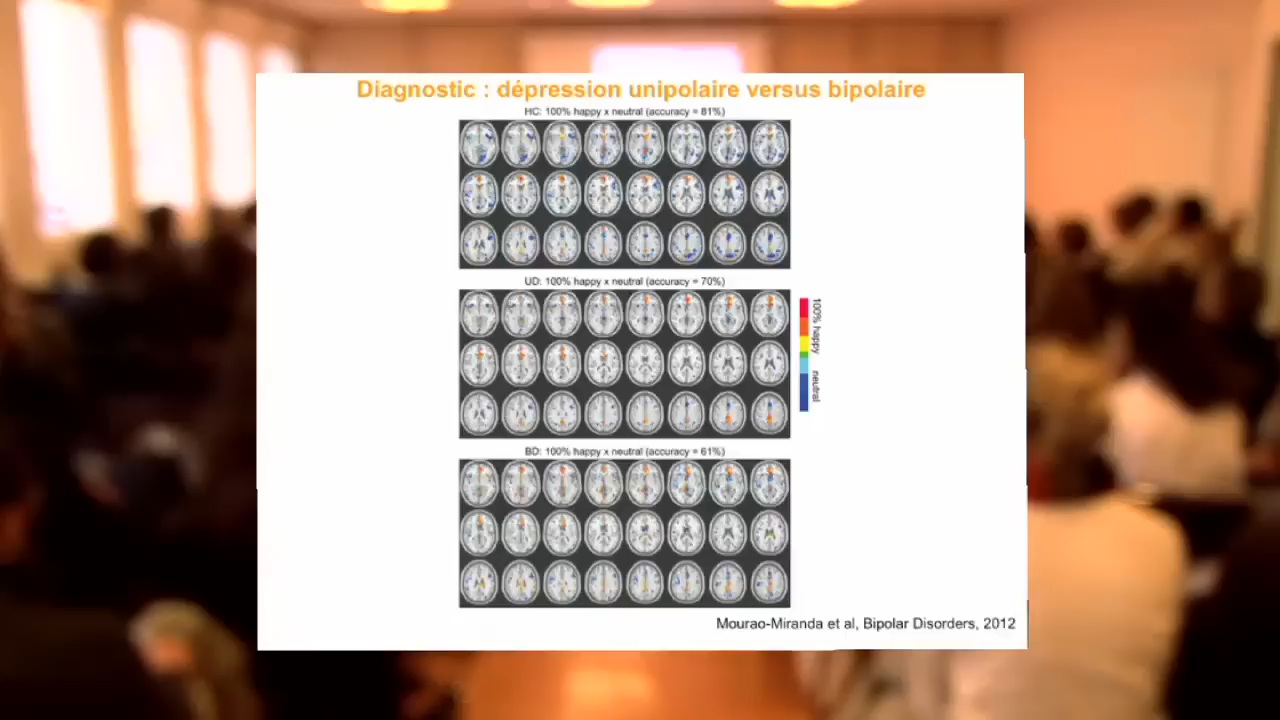 Diagnostic : dépression unipolaire versus bipolaire
HC: 100% happy x neutral (accuracy = 81%)
UD: 100% happy x neutral (accuracy = 70%)
100% happy
neutral
BD: 100% happy x neutral (accuracy = 61%)
Mourao-Miranda et al, Bipolar Disorders, 2012